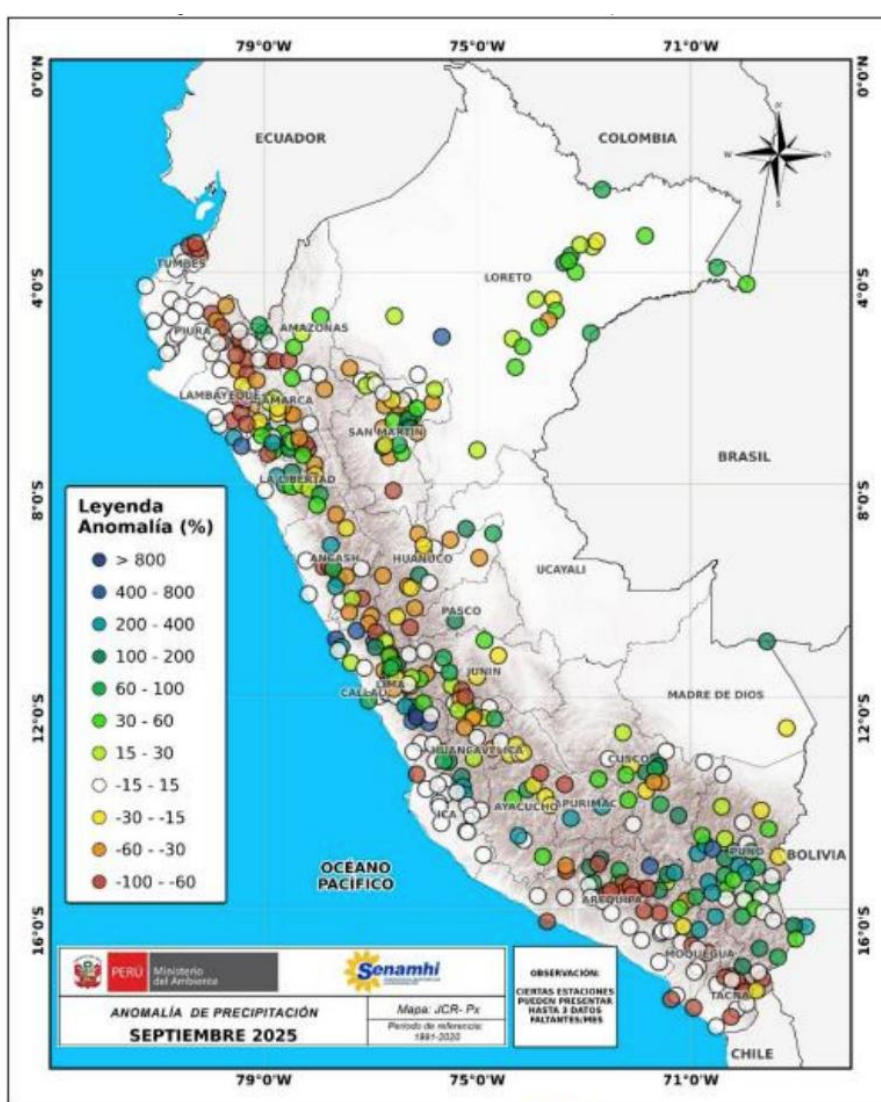 79°0'W 75°0'W 71°0'W
0°0'N 0°0'N
ECUADOR COLOMBIA
N
W O
S
TUMBES
LORETO
4°0'S 4°0'S
PIURA AMAZONAS
LAMBAYEQUE CAJAMARCA
SAN MARTIN
BRASIL
LA LIBERTAD
8°0'S 8°0'S
Leyenda
Anomalía (%)
> 800
400 - 800
200 - 400
100 - 200
60 - 100
30 - 60
15 - 30
-15 - 15
-30 - -15
-60 - -30
-100 - -60
ANCASH HUANUCO
UCAYALI
PASCO
JUNIN
LIMA
CALLAO
MADRE DE DIOS
12°0'S 12°0'S
HUANCAVELICA
CUSCO
AYACUCHO APURIMAC
ICA
PUNO BOLIVIA
OCÉANO
PACÍFICO
AREQUIPA
16°0'S 16°0'S
MOQUEGUA
TACNA
CHILE
PERÚ Ministerio
del Ambiente
Senamhi
ANOMALÍA DE PRECIPITACIÓN
SEPTIEMBRE 2025
Mapa: JCR- Px
Periodo de referencia:
1991-2020
OBSERVACIÓN:
CIERTAS ESTACIONES
PUEDEN PRESENTAR
HASTA 3 DATOS
FALTANTES/MES
79°0'W 75°0'W 71°0'W